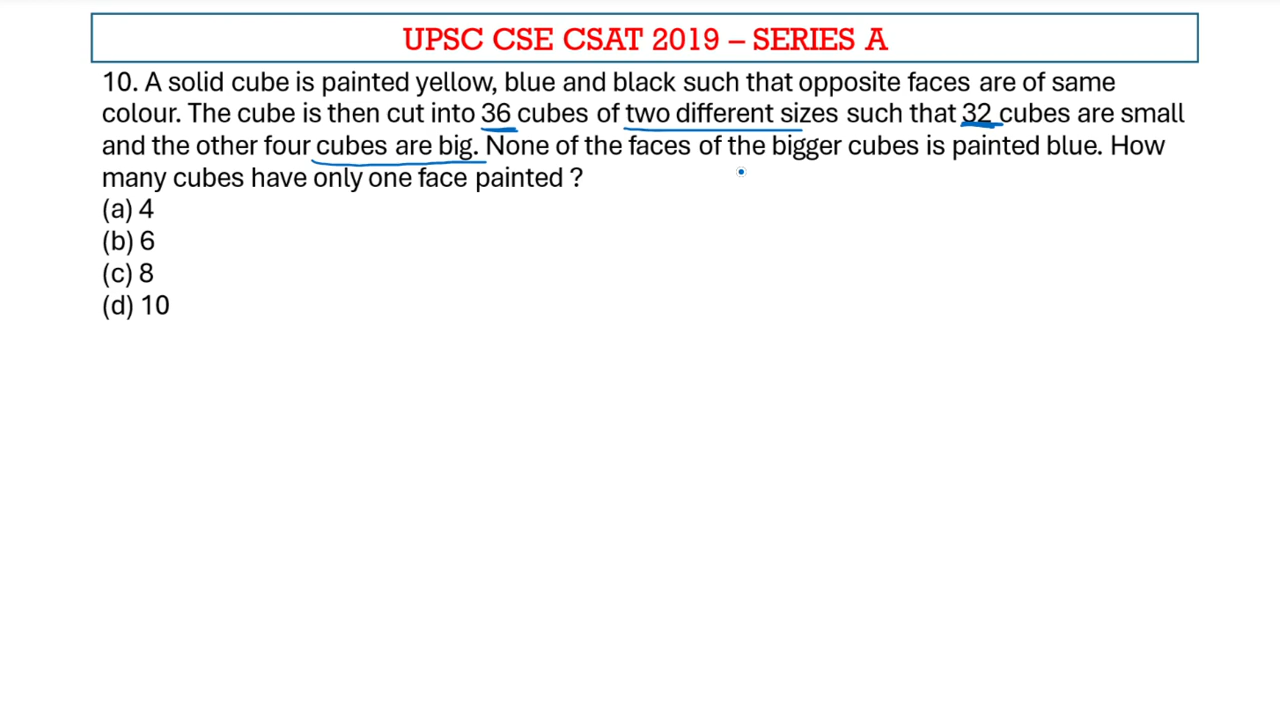 UPSC CSE CSAT 2019 – SERIES A
10. A solid cube is painted yellow, blue and black such that opposite faces are of same
colour. The cube is then cut into 36 cubes of two different sizes such that 32 cubes are small
and the other four cubes are big. None of the faces of the bigger cubes is painted blue. How
many cubes have only one face painted ?
(a) 4
(b) 6
(c) 8
(d) 10